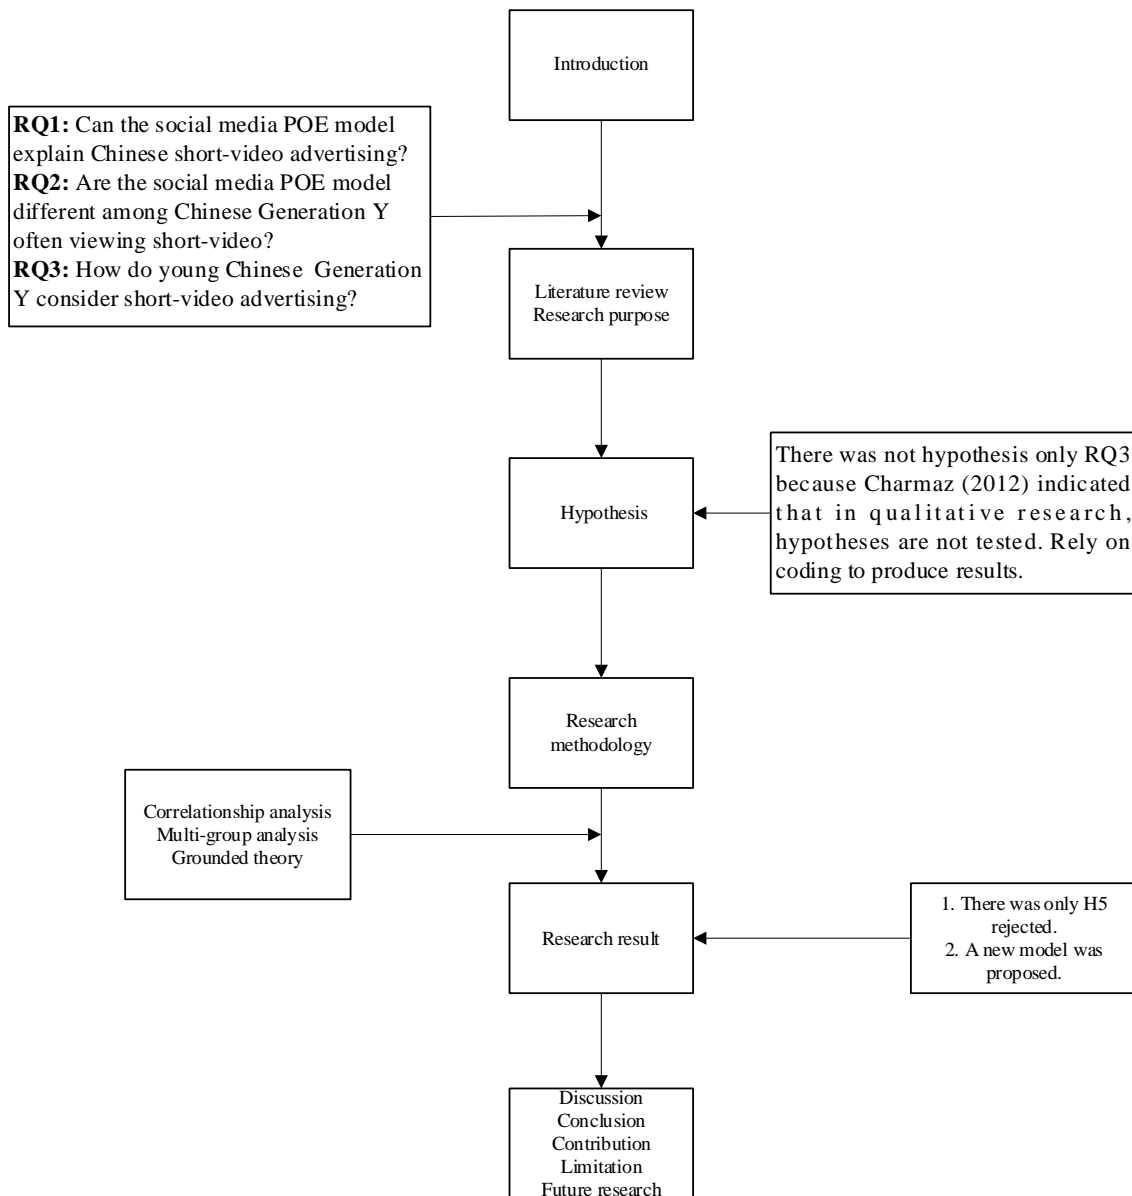 Introduction
RQ1: Can the social media POE model
explain Chinese short-video advertising?
RQ2: Are the social media POE model
different among Chinese Generation Y
often viewing short-video?
RQ3: How do young Chinese Generation
Y consider short-video advertising?
Literature review
Research purpose
Hypothesis
There was not hypothesis only RQ3
because Charmaz (2012) indicated
that in qualitative research,
hypotheses are not tested. Rely on
coding to produce results.
Research
methodology
Correlationship analysis
Multi-group analysis
Grounded theory
Research result
1. There was only H5
rejected.
2. A new model was
proposed.
Discussion
Conclusion
Contribution
Limitation
Future research